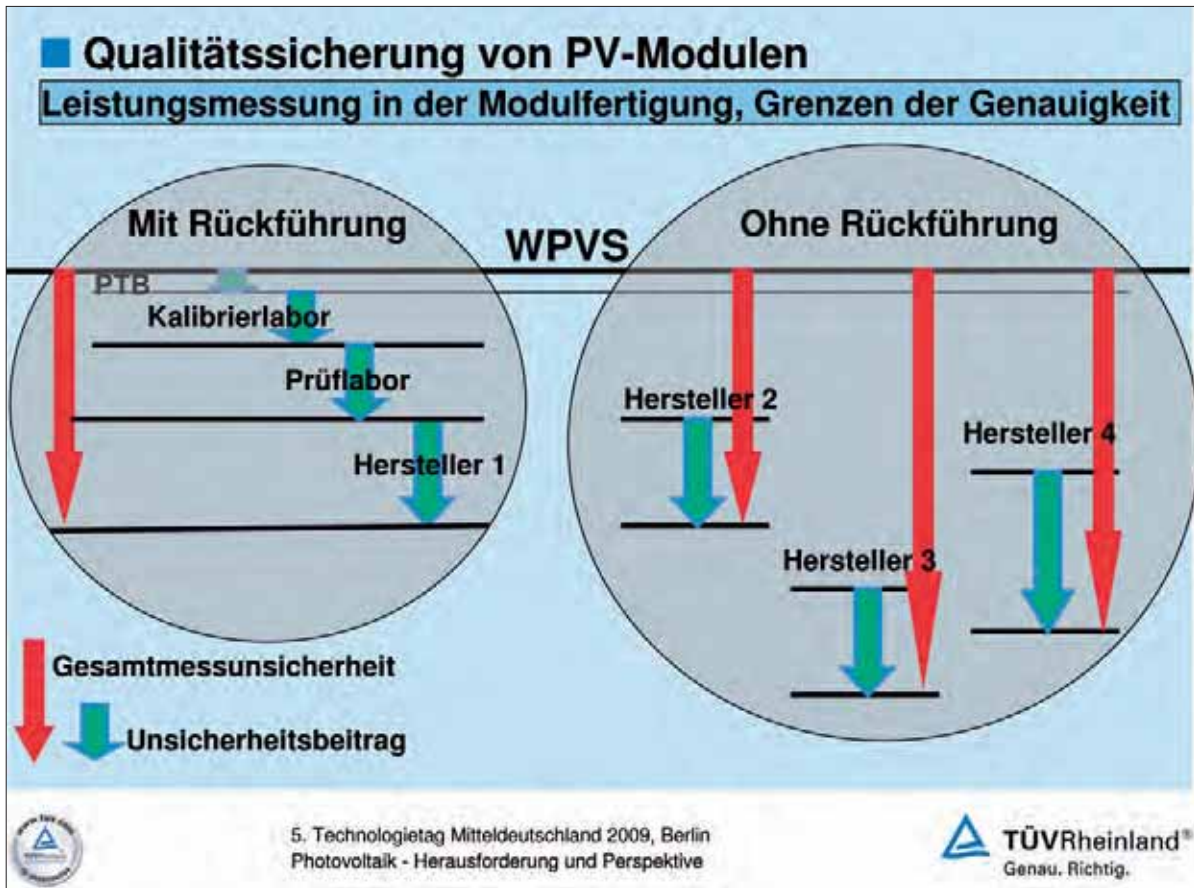 Qualitätssicherung von PV-Modulen
Leistungsmessung in der Modulfertigung, Grenzen der Genauigkeit
Mit Rückführung
Ohne Rückführung
WPVS
PTB
Kalibrierlabor
Prüflabor
Hersteller 1
Hersteller 2
Hersteller 3
Hersteller 4
Gesamtmessunsicherheit
Unsicherheitsbeitrag
5. Technologietag Mitteldeutschland 2009, Berlin
Photovoltaik - Herausforderung und Perspektive
TÜVRheinland®
Genau. Richtig.